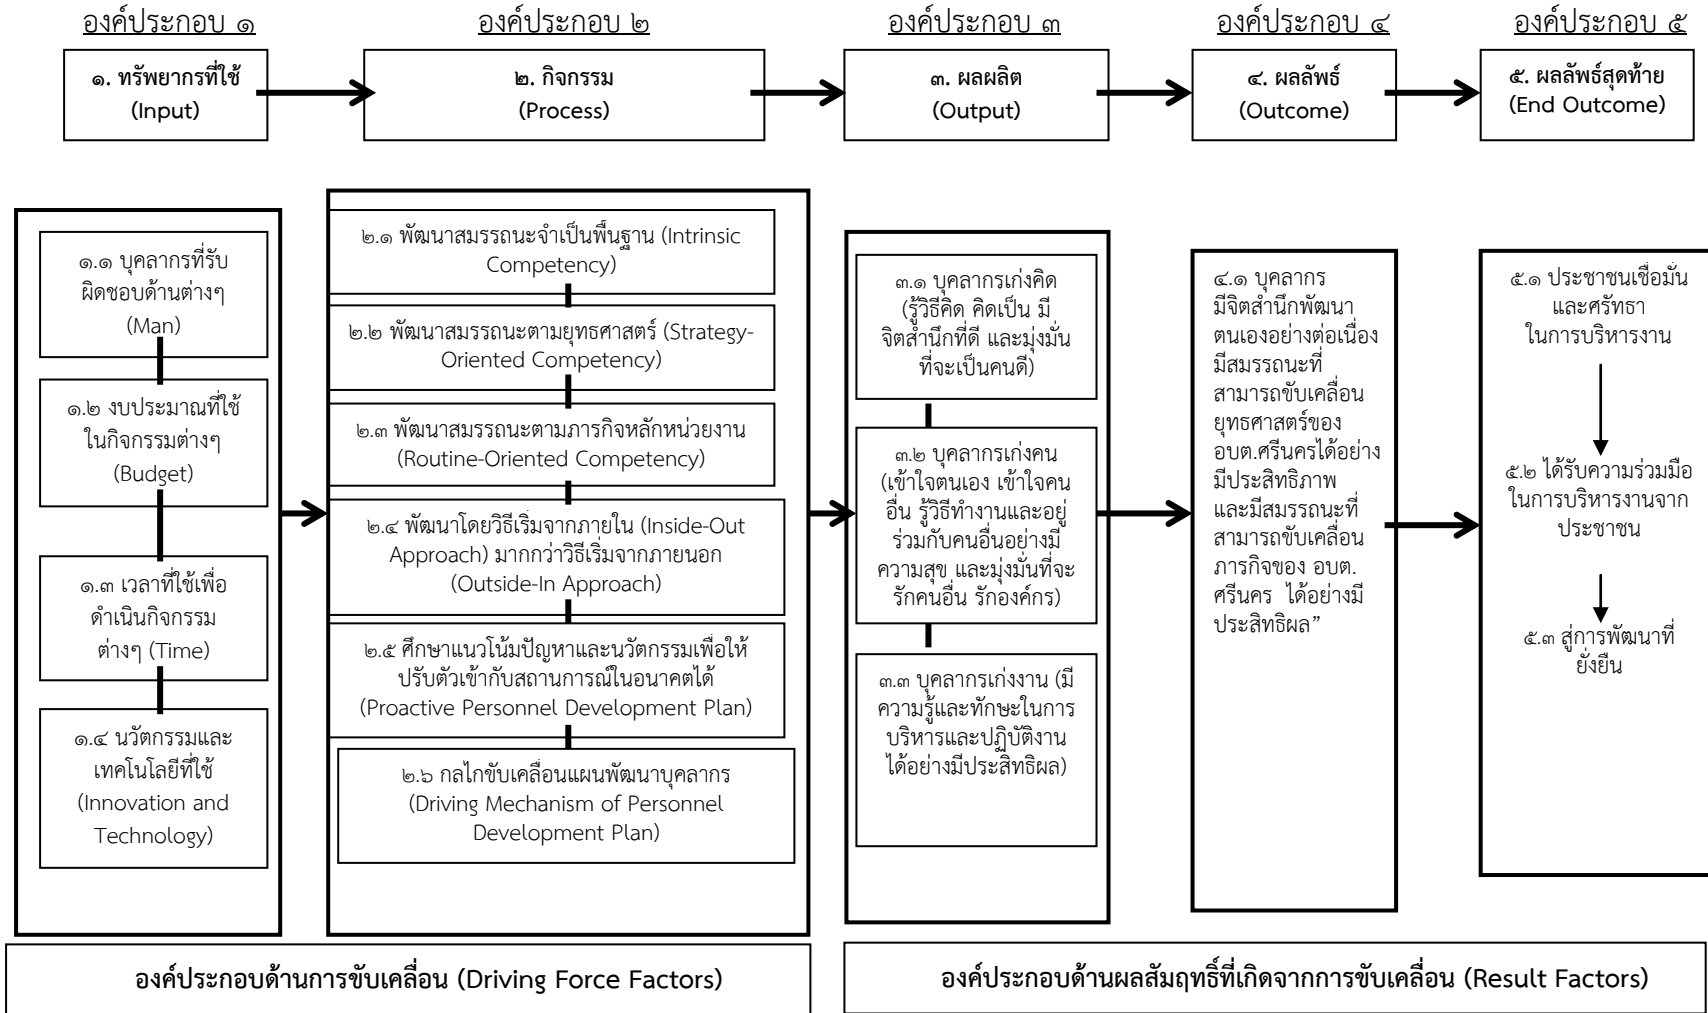 องค์ประกอบ ๑
องค์ประกอบ ๒
องค์ประกอบ ๓
องค์ประกอบ ๔
องค์ประกอบ ๕
๑. ทรัพยากรที่ใช้
(Input)
๒. กิจกรรม
(Process)
๓. ผลผลิต
(Output)
๔. ผลลัพธ์
(Outcome)
๕. ผลลัพธ์สุดท้าย
(End Outcome)
๑.๑ บุคลากรที่รับ
ผิดชอบด้านต่างๆ
(Man)
๑.๒ งบประมาณที่ใช้
ในกิจกรรมต่างๆ
(Budget)
๑.๓ เวลาที่ใช้เพื่อ
ดำเนินกิจกรรม
ต่างๆ (Time)
๑.๔ นวัตกรรมและ
เทคโนโลยีที่ใช้
(Innovation and
Technology)
๒.๑ พัฒนาสมรรถนะจำเป็นพื้นฐาน (Intrinsic
Competency)
๒.๒ พัฒนาสมรรถนะตามยุทธศาสตร์ (Strategy-
Oriented Competency)
๒.๓ พัฒนาสมรรถนะตามภารกิจหลักหน่วยงาน
(Routine-Oriented Competency)
๒.๔ พัฒนาโดยวิธีเริ่มจากภายใน (Inside-Out
Approach) มากกว่าวิธีเริ่มจากภายนอก
(Outside-In Approach)
๒.๕ ศึกษาแนวโน้มปัญหาและนวัตกรรมเพื่อให้
ปรับตัวเข้ากับสถานการณ์ในอนาคตได้
(Proactive Personnel Development Plan)
๒.๖ กลไกขับเคลื่อนแผนพัฒนาบุคลากร
(Driving Mechanism of Personnel
Development Plan)
๓.๑ บุคลากรเก่งคิด
(รู้วิธีคิด คิดเป็น มี
จิตสำนึกที่ดี และมุ่งมั่น
ที่จะเป็นคนดี)
๓.๒ บุคลากรเก่งคน
(เข้าใจตนเอง เข้าใจคน
อื่น รู้วิธีทำงานและอยู่
ร่วมกับคนอื่นอย่างมี
ความสุข และมุ่งมั่นที่จะ
รักคนอื่น รักองค์กร)
๓.๓ บุคลากรเก่งงาน (มี
ความรู้และทักษะในการ
บริหารและปฏิบัติงาน
ได้อย่างมีประสิทธิผล)
๔.๑ บุคลากร
มีจิตสำนึกพัฒนา
ตนเองอย่างต่อเนื่อง
มีสมรรถนะที่
สามารถขับเคลื่อน
ยุทธศาสตร์ของ
อบต.ศรีนครได้อย่าง
มีประสิทธิภาพ
และมีสมรรถนะที่
สามารถขับเคลื่อน
ภารกิจของ อบต.
ศรีนคร ได้อย่างมี
ประสิทธิผล”
๕.๑ ประชาชนเชื่อมั่น
และศรัทธา
ในการบริหารงาน
๕.๒ ได้รับความร่วมมือ
ในการบริหารงานจาก
ประชาชน
๕.๓ สู่การพัฒนาที่
ยั่งยืน
องค์ประกอบด้านการขับเคลื่อน (Driving Force Factors)
องค์ประกอบด้านผลสัมฤทธิ์ที่เกิดจากการขับเคลื่อน (Result Factors)